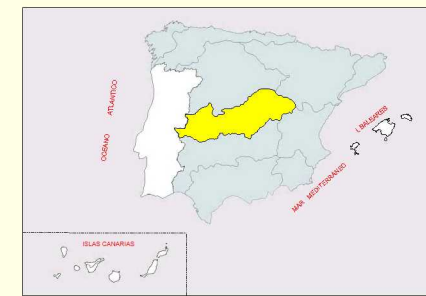 OCEANO ATLANTICO
I. BALEARES
MAR MEDITERRANEO
ISLAS CANARIAS